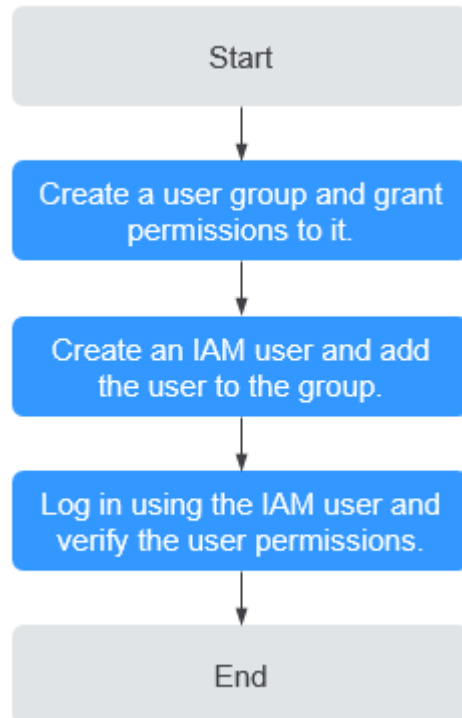 Start
Create a user group and grant
permissions to it.
Create an IAM user and add
the user to the group.
Log in using the IAM user and
verify the user permissions.
End